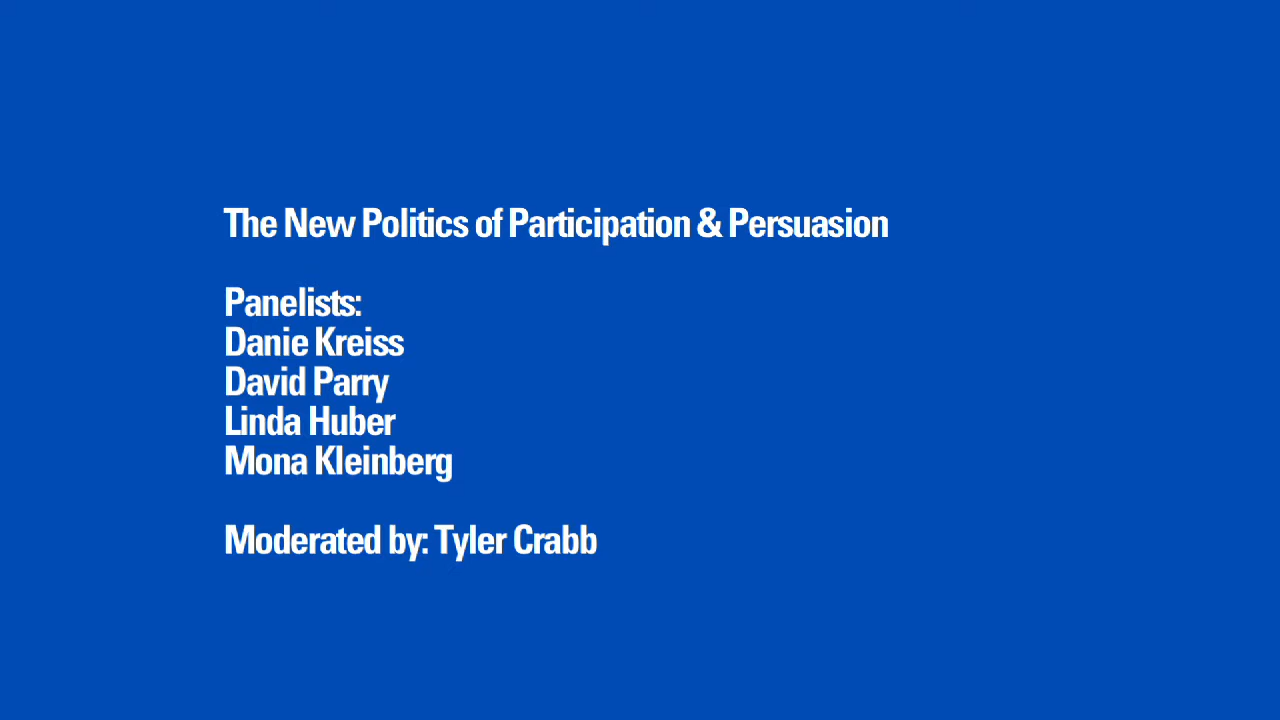 The New Politics of Participation & Persuasion
Panelists:
Danie Kreiss
David Parry
Linda Huber
Mona Kleinberg
Moderated by: Tyler Crabb